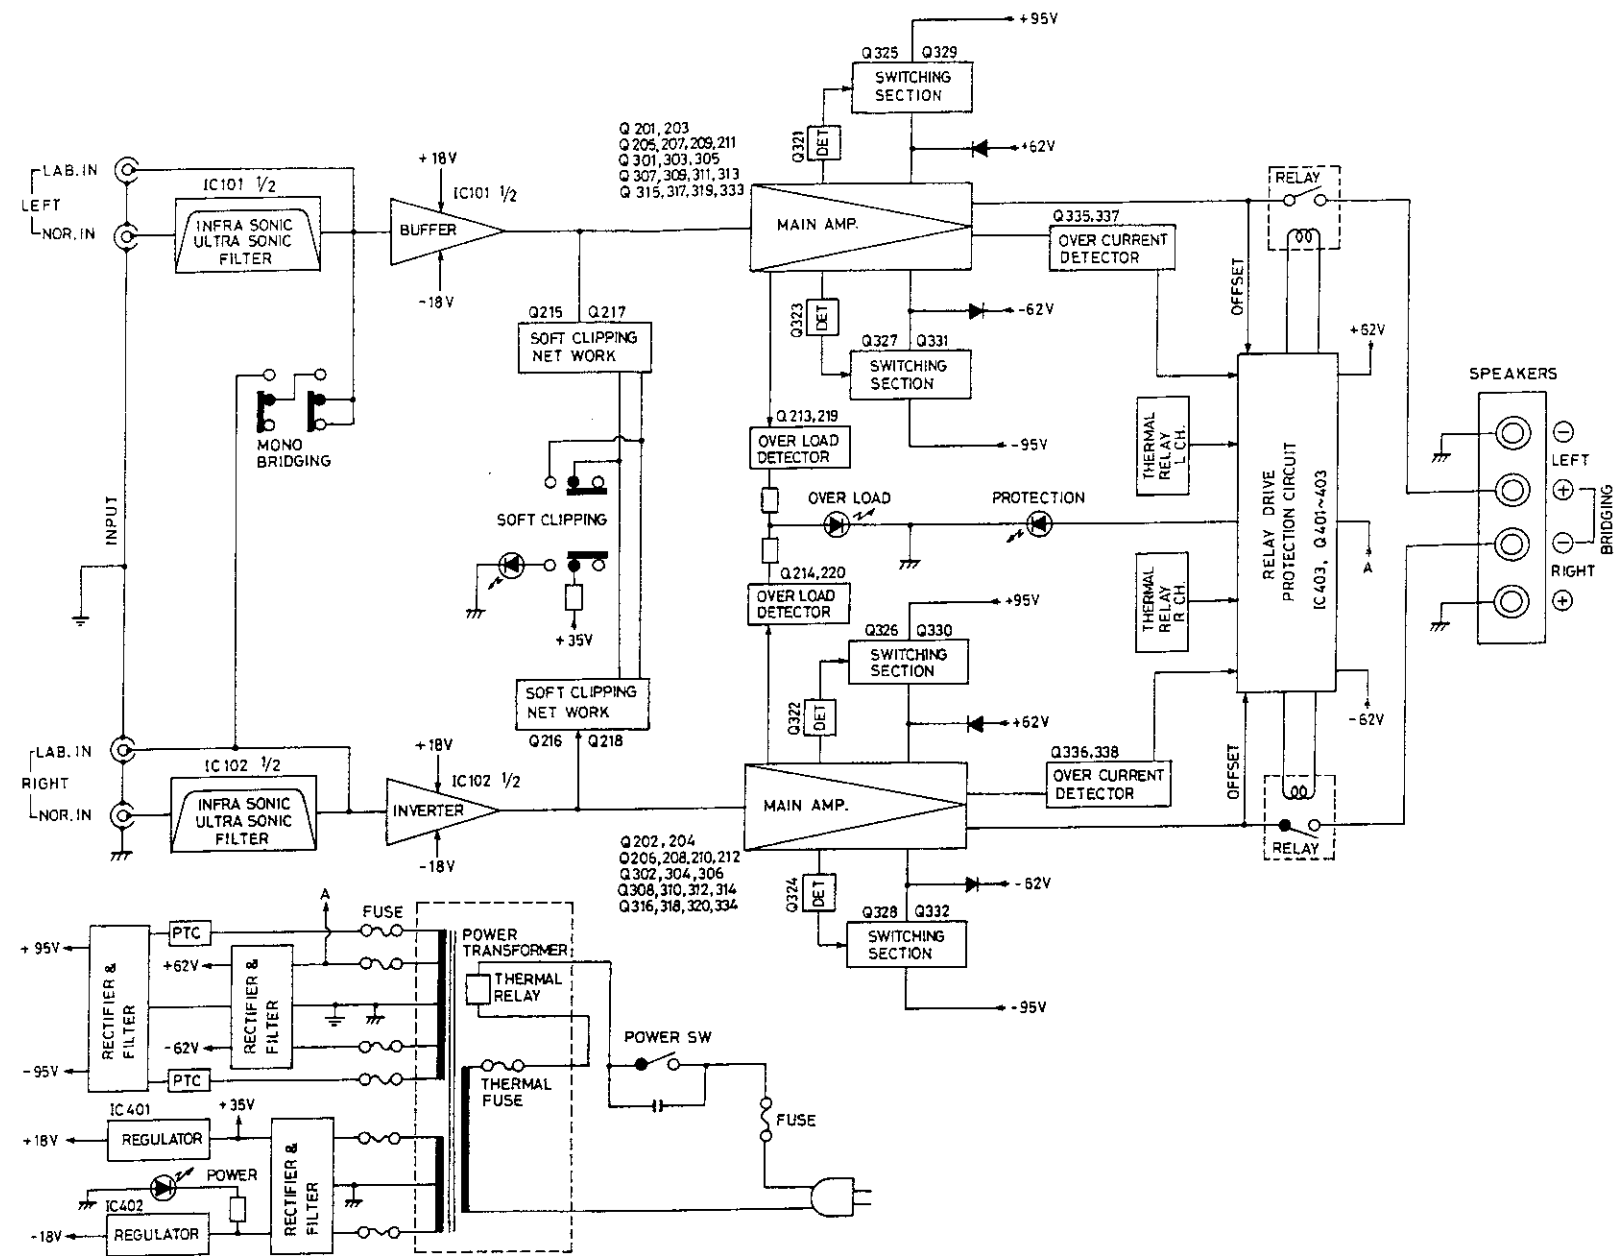 +95V
Q325 Q329
SWITCHING
SECTION
Q321
DET
+62V
Q 201, 203
Q 205, 207, 209, 211
Q 301, 303, 305
Q 307, 309, 311, 313
Q 315, 317, 319, 333
LAB. IN
LEFT
NOR. IN
IC101 1/2
INFRA SONIC
ULTRA SONIC
FILTER
+18V
IC101 1/2
BUFFER
-18V
MAIN AMP.
RELAY
Q335, 337
OVER CURRENT
DETECTOR
OFFSET
Q323
DET
-62V
Q327 Q331
SWITCHING
SECTION
-95V
Q215 Q217
SOFT CLIPPING
NET WORK
MONO
BRIDGING
SOFT CLIPPING
+35V
Q213, 219
OVER LOAD
DETECTOR
OVER LOAD
PROTECTION
Q214, 220
OVER LOAD
DETECTOR
THERMAL
RELAY
L CH.
THERMAL
RELAY
R CH.
+62V
RELAY DRIVE
PROTECTION CIRCUIT
IC403, Q401~403
A
-62V
SPEAKERS
⊖
LEFT
⊕
⊖
RIGHT
⊕
BRIDGING
INPUT
+95V
Q326 Q330
SWITCHING
SECTION
SOFT CLIPPING
NET WORK
Q216 Q218
Q322
DET
+62V
LAB. IN
RIGHT
NOR. IN
IC102 1/2
INFRA SONIC
ULTRA SONIC
FILTER
+18V
IC102 1/2
INVERTER
-18V
MAIN AMP.
Q336, 338
OVER CURRENT
DETECTOR
OFFSET
RELAY
Q202, 204
Q206, 208, 210, 212
Q302, 304, 306
Q308, 310, 312, 314
Q316, 318, 320, 334
Q324
DET
-62V
Q328 Q332
SWITCHING
SECTION
-95V
A
FUSE
PTC
+95V
+62V
RECTIFIER &
FILTER
RECTIFIER &
FILTER
-62V
-95V
PTC
POWER
TRANSFORMER
THERMAL
RELAY
THERMAL
FUSE
POWER SW
FUSE
IC401
+35V
+18V
REGULATOR
POWER
IC402
-18V
REGULATOR
RECTIFIER &
FILTER